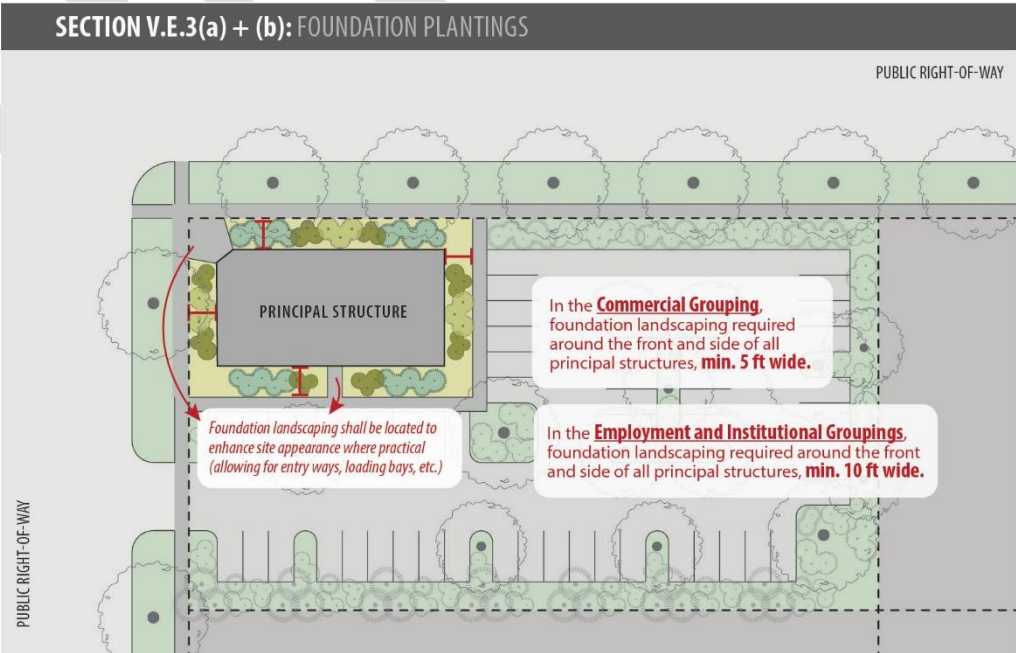 SECTION V.E.3(a) + (b): FOUNDATION PLANTINGS
PUBLIC RIGHT-OF-WAY
PRINCIPAL STRUCTURE
In the Commercial Grouping,
foundation landscaping required
around the front and side of all
principal structures, min. 5 ft wide.
Foundation landscaping shall be located to
enhance site appearance where practical
(allowing for entry ways, loading bays, etc.)
In the Employment and Institutional Groupings,
foundation landscaping required around the front
and side of all principal structures, min. 10 ft wide.
PUBLIC RIGHT-OF-WAY